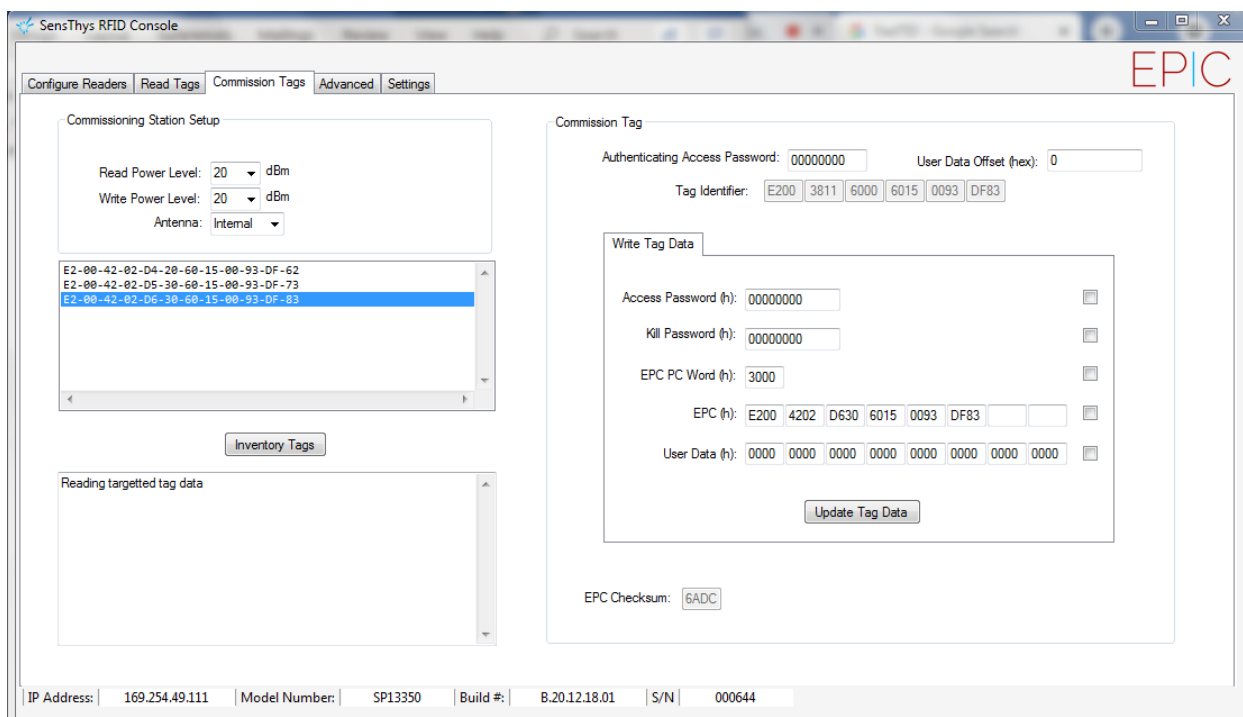 SensThys RFID Console
EPIC
Configure Readers Read Tags Commission Tags Advanced Settings
Commissioning Station Setup
Read Power Level: 20 dBm
Write Power Level: 20 dBm
Antenna: Internal
E2-00-42-02-D4-20-60-15-00-93-DF-62
E2-00-42-02-D5-30-60-15-00-93-DF-73
E2-00-42-02-D6-30-60-15-00-93-DF-83
Inventory Tags
Reading targetted tag data
Commission Tag
Authenticating Access Password: 00000000 User Data Offset (hex): 0
Tag Identifier: E200 3811 6000 6015 0093 DF83
Write Tag Data
Access Password (h): 00000000
Kill Password (h): 00000000
EPC PC Word (h): 3000
EPC (h): E200 4202 D630 6015 0093 DF83
User Data (h): 0000 0000 0000 0000 0000 0000 0000 0000
Update Tag Data
EPC Checksum: 6ADC
IP Address: 169.254.49.111 Model Number: SP13350 Build #: B.20.12.18.01 S/N 000644